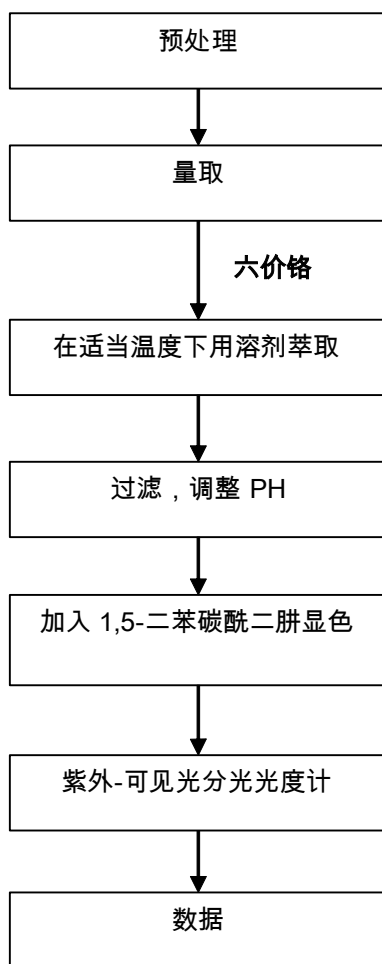 预处理
量取
六价铬
在适当温度下用溶剂萃取
过滤，调整 PH
加入 1,5-二苯碳酰二肼显色
紫外-可见光分光光度计
数据